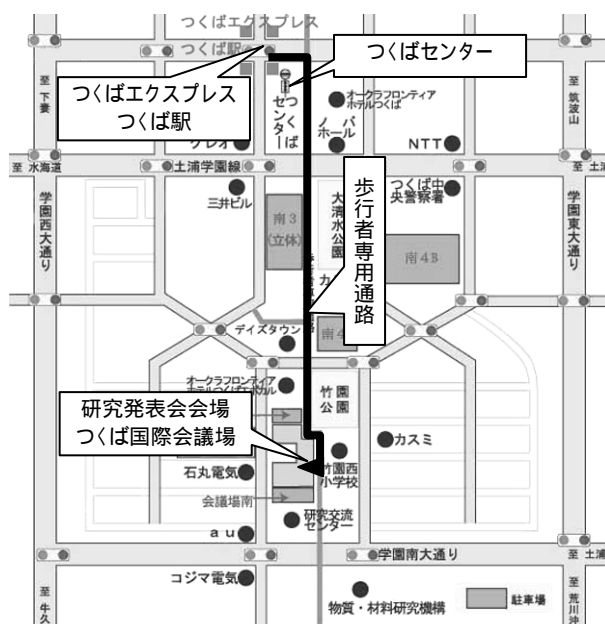 つくばエクスプレス
つくば駅
つくばセンター
つくばエクスプレス
つくば駅
至
下妻
つくば
センター
オークラフロンティア
ホテルつくば
ノバ
ホール
NTT
至
筑波山
クレオ
至 水海道
土浦学園線
至 土浦
三井ビル
つくば中
央警察署
大清水公園
学園西大通り
学園東大通り
南3
(立体)
南4B
歩行者専用通路
デイズタウン
オークラフロンティア
ホテルつくばエポカル
竹園
公園
研究発表会会場
つくば国際会議場
カスミ
竹園西
小学校
石丸電気
会議場南
研究交流
センター
au
学園南大通り
至 土浦
コジマ電気
物質・材料研究機構
駐車場
至
牛久
至
荒川沖